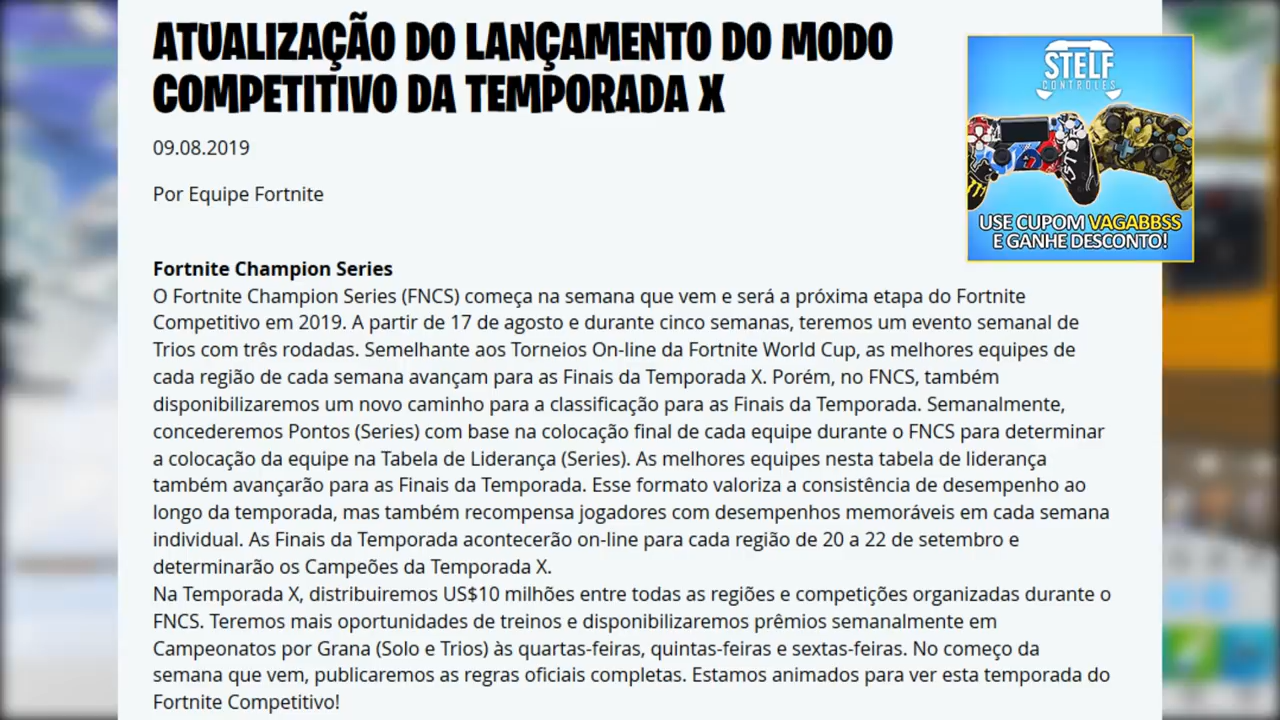 ATUALIZAÇÃO DO LANÇAMENTO DO MODO
COMPETITIVO DA TEMPORADA X
09.08.2019
Por Equipe Fortnite
STELF
CONTROLES
USE CUPOM VAGABBSS
E GANHE DESCONTO!
Fortnite Champion Series
O Fortnite Champion Series (FNCS) começa na semana que vem e será a próxima etapa do Fortnite
Competitivo em 2019. A partir de 17 de agosto e durante cinco semanas, teremos um evento semanal de
Trios com três rodadas. Semelhante aos Torneios On-line da Fortnite World Cup, as melhores equipes de
cada região de cada semana avançam para as Finais da Temporada X. Porém, no FNCS, também
disponibilizaremos um novo caminho para a classificação para as Finais da Temporada. Semanalmente,
concederemos Pontos (Series) com base na colocação final de cada equipe durante o FNCS para determinar
a colocação da equipe na Tabela de Liderança (Series). As melhores equipes nesta tabela de liderança
também avançarão para as Finais da Temporada. Esse formato valoriza a consistência de desempenho ao
longo da temporada, mas também recompensa jogadores com desempenhos memoráveis em cada semana
individual. As Finais da Temporada acontecerão on-line para cada região de 20 a 22 de setembro e
determinarão os Campeões da Temporada X.
Na Temporada X, distribuiremos US$10 milhões entre todas as regiões e competições organizadas durante o
FNCS. Teremos mais oportunidades de treinos e disponibilizaremos prêmios semanalmente em
Campeonatos por Grana (Solo e Trios) às quartas-feiras, quintas-feiras e sextas-feiras. No começo da
semana que vem, publicaremos as regras oficiais completas. Estamos animados para ver esta temporada do
Fortnite Competitivo!